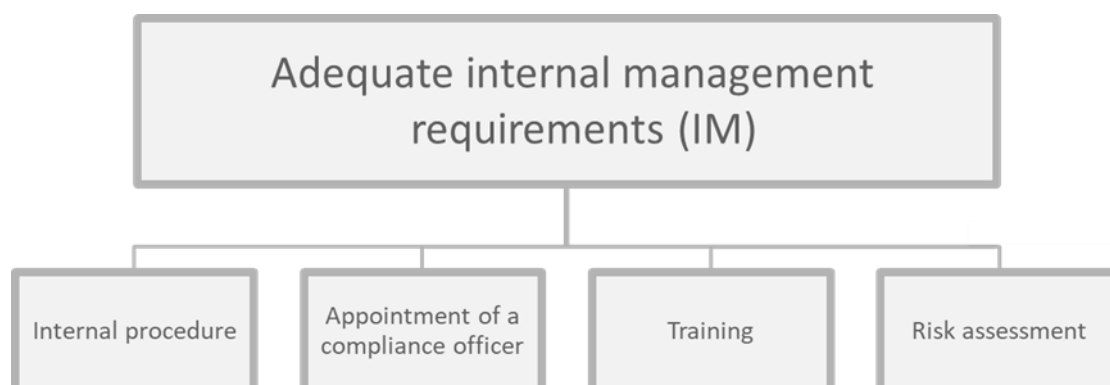 Adequate internal management
requirements (IM)
Internal procedure
Appointment of a
compliance officer
Training
Risk assessment